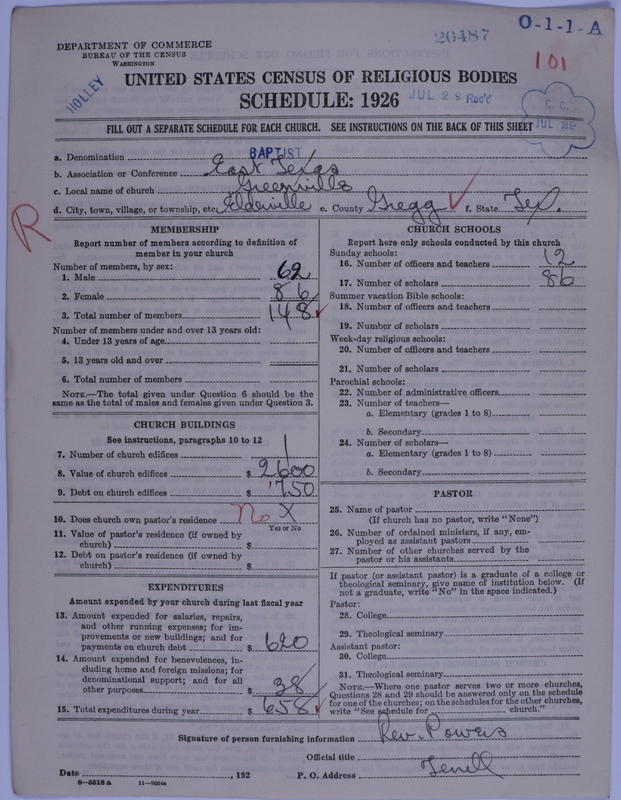 DEPARTMENT OF COMMERCE
BUREAU OF THE CENSUS
WASHINGTON
20487
O-1-1-A
101
HOLLEY
UNITED STATES CENSUS OF RELIGIOUS BODIES
SCHEDULE: 1926
JUL 29 Rec'd
C. C.
JUL 29
FILL OUT A SEPARATE SCHEDULE FOR EACH CHURCH. SEE INSTRUCTIONS ON THE BACK OF THIS SHEET
a. Denomination BAPTIST
b. Association or Conference East Texas
c. Local name of church Greenville
d. City, town, village, or township, etc. Elderville e. County Gregg f. State Tex.
R
MEMBERSHIP
Report number of members according to definition of
member in your church
Number of members, by sex:
1. Male 62
2. Female 86
3. Total number of members 148
Number of members under and over 13 years old:
4. Under 13 years of age
5. 13 years old and over
6. Total number of members
NOTE.—The total given under Question 6 should be the
same as the total of males and females given under Question 3.
CHURCH BUILDINGS
See instructions, paragraphs 10 to 12
7. Number of church edifices 1
8. Value of church edifices $ 2600
9. Debt on church edifices $ 750
10. Does church own pastor's residence No X
Yes or No
11. Value of pastor's residence (if owned by
church) $
12. Debt on pastor's residence (if owned by
church) $
EXPENDITURES
Amount expended by your church during last fiscal year
13. Amount expended for salaries, repairs,
and other running expenses; for im-
provements or new buildings; and for
payments on church debt $ 620
14. Amount expended for benevolences, in-
cluding home and foreign missions; for
denominational support; and for all
other purposes $ 38
15. Total expenditures during year $ 658
CHURCH SCHOOLS
Report here only schools conducted by this church
Sunday schools:
16. Number of officers and teachers 12
17. Number of scholars 86
Summer vacation Bible schools:
18. Number of officers and teachers
19. Number of scholars
Week-day religious schools:
20. Number of officers and teachers
21. Number of scholars
Parochial schools:
22. Number of administrative officers
23. Number of teachers—
a. Elementary (grades 1 to 8)
b. Secondary
24. Number of scholars—
a. Elementary (grades 1 to 8)
b. Secondary
PASTOR
25. Name of pastor
(If church has no pastor, write "None")
26. Number of ordained ministers, if any, em-
ployed as assistant pastors
27. Number of other churches served by the
pastor or his assistants
If pastor (or assistant pastor) is a graduate of a college or
theological seminary, give name of institution below. (If
not a graduate, write "No" in the space indicated.)
Pastor:
28. College
29. Theological seminary
Assistant pastor:
30. College
31. Theological seminary
NOTE.—Where one pastor serves two or more churches,
Questions 28 and 29 should be answered only on the schedule
for one of the churches; on the schedules for the other churches,
write "See schedule for church."
Signature of person furnishing information Rev. Powers
Official title
Date , 192 P. O. Address
8—5518 a 11—9054a